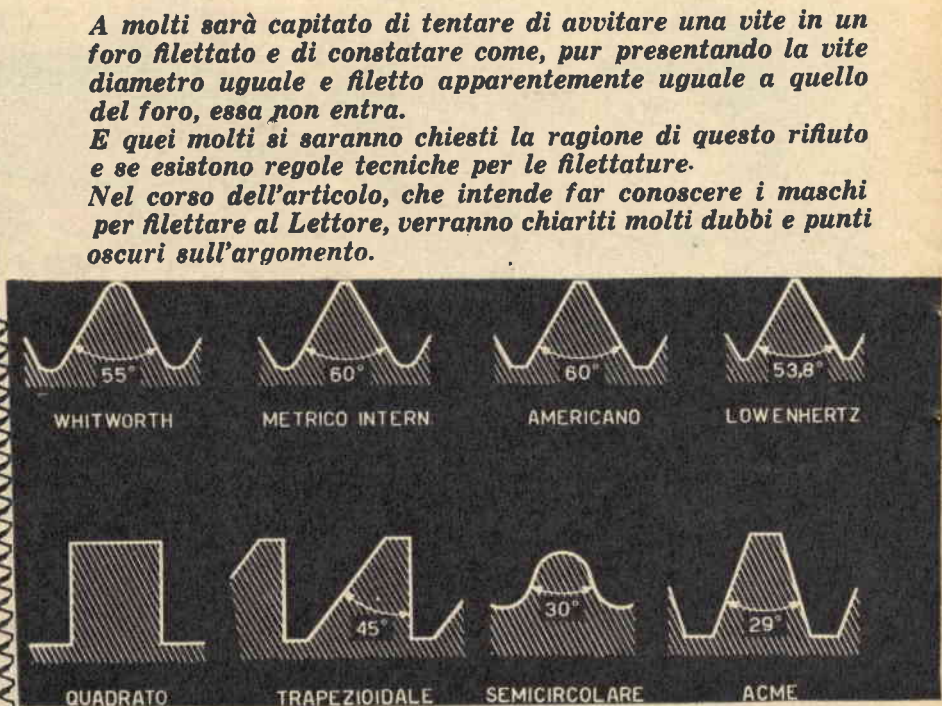 A molti sarà capitato di tentare di avvitare una vite in un
foro filettato e di constatare come, pur presentando la vite
diametro uguale e filetto apparentemente uguale a quello
del foro, essa non entra.
E quei molti si saranno chiesti la ragione di questo rifiuto
e se esistono regole tecniche per le filettature.
Nel corso dell'articolo, che intende far conoscere i maschi
per filettare al Lettore, verranno chiariti molti dubbi e punti
oscuri sull'argomento.
55° 60° 60° 53,8°
WHITWORTH METRICO INTERN. AMERICANO LOWENHERTZ
45° 30° 29°
QUADRATO TRAPEZIOIDALE SEMICIRCOLARE ACME